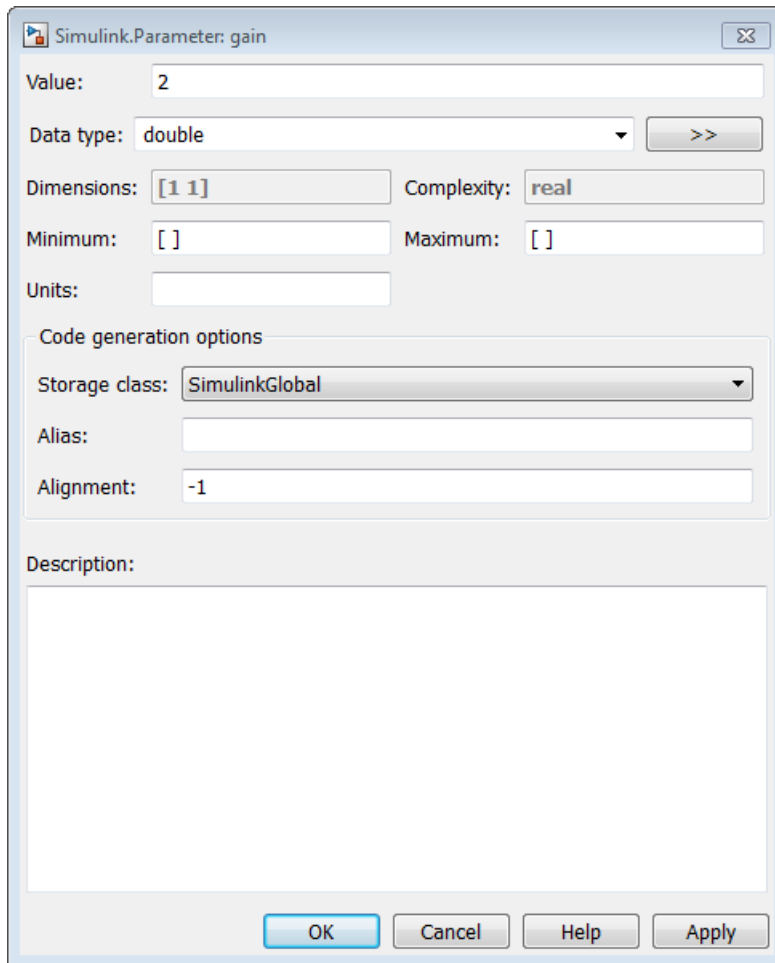 Simulink.Parameter: gain
Value: 2
Data type: double >>
Dimensions: [1 1] Complexity: real
Minimum: [ ] Maximum: [ ]
Units:
Code generation options
Storage class: SimulinkGlobal
Alias:
Alignment: -1
Description:
OK Cancel Help Apply